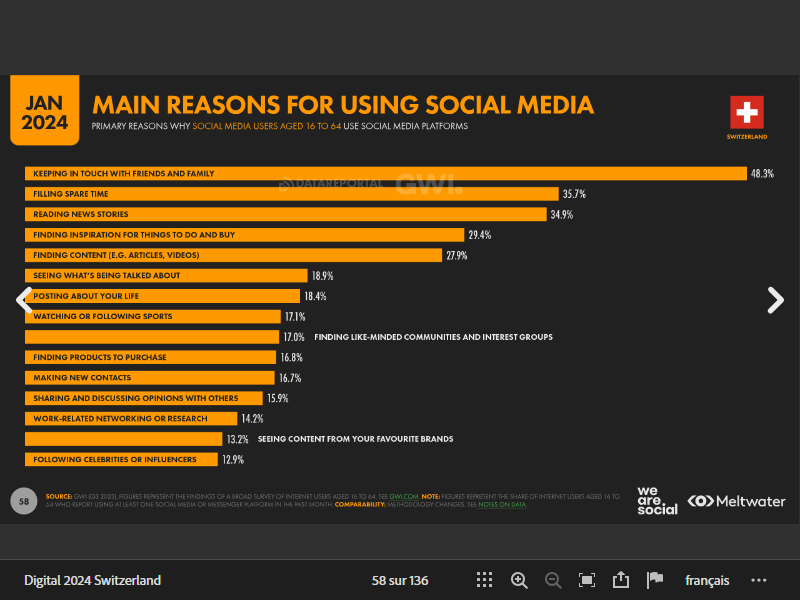 JAN
2024
MAIN REASONS FOR USING SOCIAL MEDIA
PRIMARY REASONS WHY SOCIAL MEDIA USERS AGED 16 TO 64 USE SOCIAL MEDIA PLATFORMS
SWITZERLAND
DATAREPORTAL GWI.
KEEPING IN TOUCH WITH FRIENDS AND FAMILY 48.3%
FILLING SPARE TIME 35.7%
READING NEWS STORIES 34.9%
FINDING INSPIRATION FOR THINGS TO DO AND BUY 29.4%
FINDING CONTENT (E.G. ARTICLES, VIDEOS) 27.9%
SEEING WHAT'S BEING TALKED ABOUT 18.9%
POSTING ABOUT YOUR LIFE 18.4%
WATCHING OR FOLLOWING SPORTS 17.1%
17.0% FINDING LIKE-MINDED COMMUNITIES AND INTEREST GROUPS
FINDING PRODUCTS TO PURCHASE 16.8%
MAKING NEW CONTACTS 16.7%
SHARING AND DISCUSSING OPINIONS WITH OTHERS 15.9%
WORK-RELATED NETWORKING OR RESEARCH 14.2%
13.2% SEEING CONTENT FROM YOUR FAVOURITE BRANDS
FOLLOWING CELEBRITIES OR INFLUENCERS 12.9%
58
SOURCE: GWI (Q3 2023). FIGURES REPRESENT THE FINDINGS OF A BROAD SURVEY OF INTERNET USERS AGED 16 TO 64. SEE GWI.COM. NOTE: FIGURES REPRESENT THE SHARE OF INTERNET USERS AGED 16 TO
64 WHO REPORT USING AT LEAST ONE SOCIAL MEDIA OR MESSENGER PLATFORM IN THE PAST MONTH. COMPARABILITY: METHODOLOGY CHANGES. SEE NOTES ON DATA.
we
are.
social
Meltwater
Digital 2024 Switzerland
58 sur 136
français